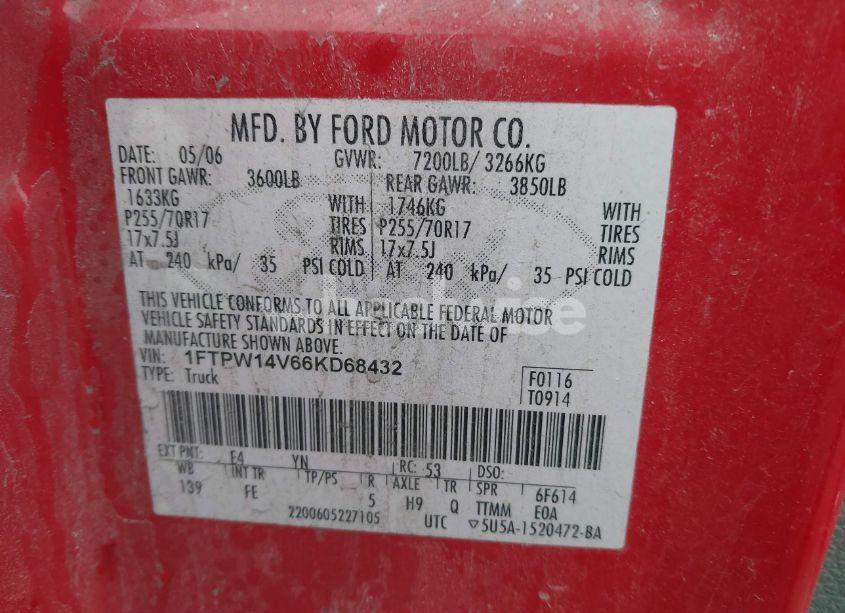 MFD. BY FORD MOTOR CO.
DATE: 05/06 GVWR: 7200LB/ 3266KG
FRONT GAWR: 3600LB REAR GAWR: 3850LB
1633KG WITH 1746KG WITH
P255/70R17 TIRES P255/70R17 TIRES
17x7.5J RIMS 17x7.5J RIMS
AT 240 kPa/ 35 PSI COLD AT 240 kPa/ 35 PSI COLD
THIS VEHICLE CONFORMS TO ALL APPLICABLE FEDERAL MOTOR
VEHICLE SAFETY STANDARDS IN EFFECT ON THE DATE OF
MANUFACTURE SHOWN ABOVE.
VIN: 1FTPW14V66KD68432
TYPE: Truck
F0116
T0914
EXT PNT: E4 YN RC: 53 DSO:
WB INT TR TP/PS R AXLE TR SPR 6F614
139 FE 5 H9 Q TTMM EOA
2200605227105 UTC ▽5U5A-1520472-BA